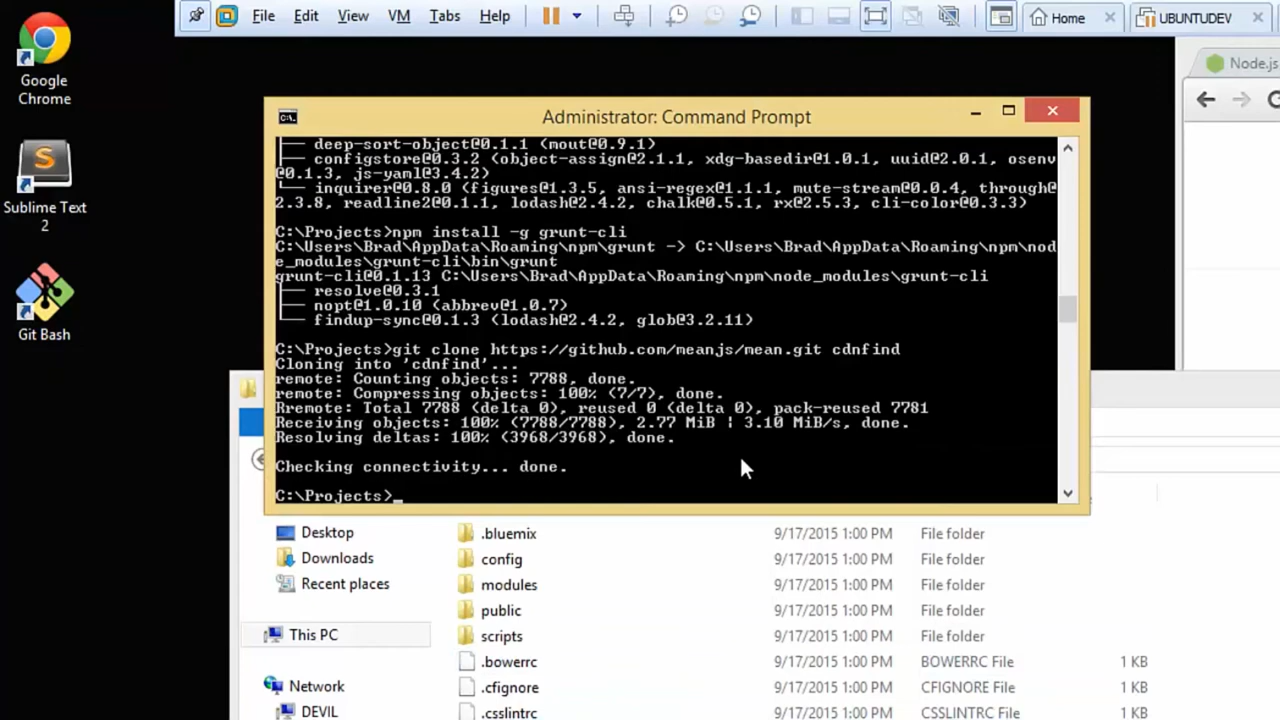 File Edit View VM Tabs Help
Home
UBUNTUDEV
Google
Chrome
Node.js
Sublime Text
2
Git Bash
Administrator: Command Prompt
deep-sort-object@0.1.1 (mout@0.9.1)
configstore@0.3.2 (object-assign@2.1.1, xdg-basedir@1.0.1, uuid@2.0.1, osenv
@0.1.3, js-yaml@3.4.2)
inquirer@0.8.0 (figures@1.3.5, ansi-regex@1.1.1, mute-stream@0.0.4, through@
2.3.8, readline2@0.1.1, lodash@2.4.2, chalk@0.5.1, rx@2.5.3, cli-color@0.3.3)
C:\Projects>npm install -g grunt-cli
C:\Users\Brad\AppData\Roaming\npm\grunt -> C:\Users\Brad\AppData\Roaming\npm\nod
e_modules\grunt-cli\bin\grunt
grunt-cli@0.1.13 C:\Users\Brad\AppData\Roaming\npm\node_modules\grunt-cli
resolve@0.3.1
nopt@1.0.10 (abbrev@1.0.7)
findup-sync@0.1.3 (lodash@2.4.2, glob@3.2.11)
C:\Projects>git clone https://github.com/meanjs/mean.git cdnfind
Cloning into 'cdnfind'...
remote: Counting objects: 7788, done.
remote: Compressing objects: 100% (7/7), done.
Rremote: Total 7788 (delta 0), reused 0 (delta 0), pack-reused 7781
Receiving objects: 100% (7788/7788), 2.77 MiB | 3.10 MiB/s, done.
Resolving deltas: 100% (3968/3968), done.
Checking connectivity... done.
C:\Projects>_
Desktop
Downloads
Recent places
This PC
Network
DEVIL
.bluemix 9/17/2015 1:00 PM File folder
config 9/17/2015 1:00 PM File folder
modules 9/17/2015 1:00 PM File folder
public 9/17/2015 1:00 PM File folder
scripts 9/17/2015 1:00 PM File folder
.bowerrc 9/17/2015 1:00 PM BOWERRC File 1 KB
.cfignore 9/17/2015 1:00 PM CFIGNORE File 1 KB
.csslintrc 9/17/2015 1:00 PM CSSLINTRC File 1 KB